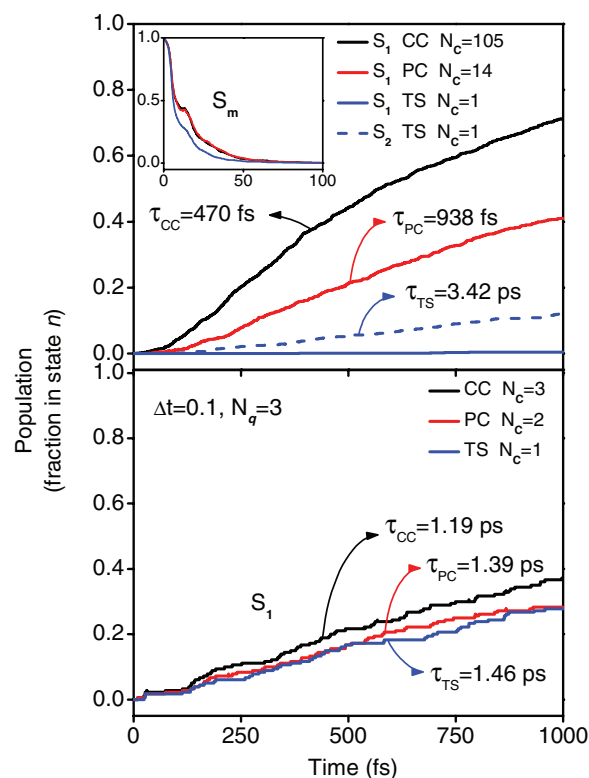 Population
(fraction in state n)
1.0
0.8
0.6
0.4
0.2
0.0
1.0
0.5
0.0
0
50
100
S_m
S_1 CC N_c=105
S_1 PC N_c=14
S_1 TS N_c=1
S_2 TS N_c=1
τ_CC=470 fs
τ_PC=938 fs
τ_TS=3.42 ps
1.0
0.8
0.6
0.4
0.2
0.0
Δt=0.1, N_q=3
CC N_c=3
PC N_c=2
TS N_c=1
τ_CC=1.19 ps
τ_PC=1.39 ps
S_1
τ_TS=1.46 ps
0
250
500
750
1000
Time (fs)